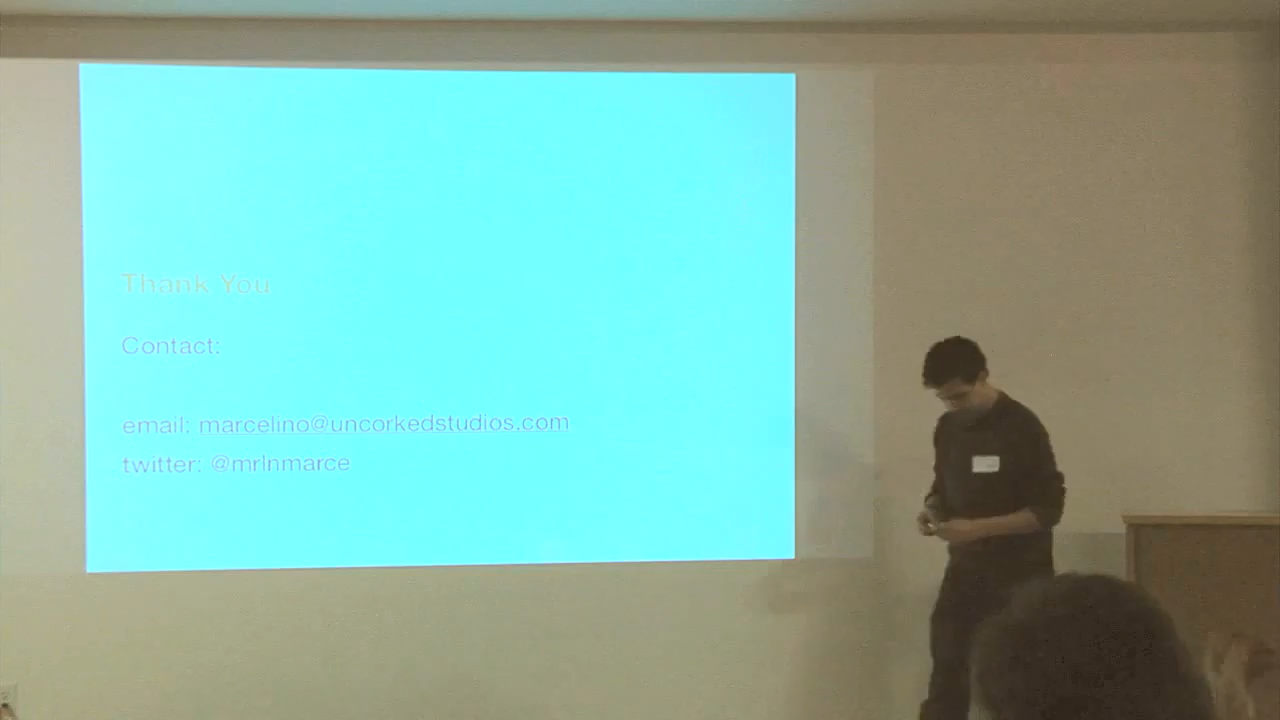 Thank You
Contact:
email: marcelino@uncorkedstudios.com
twitter: @mrlnmarce